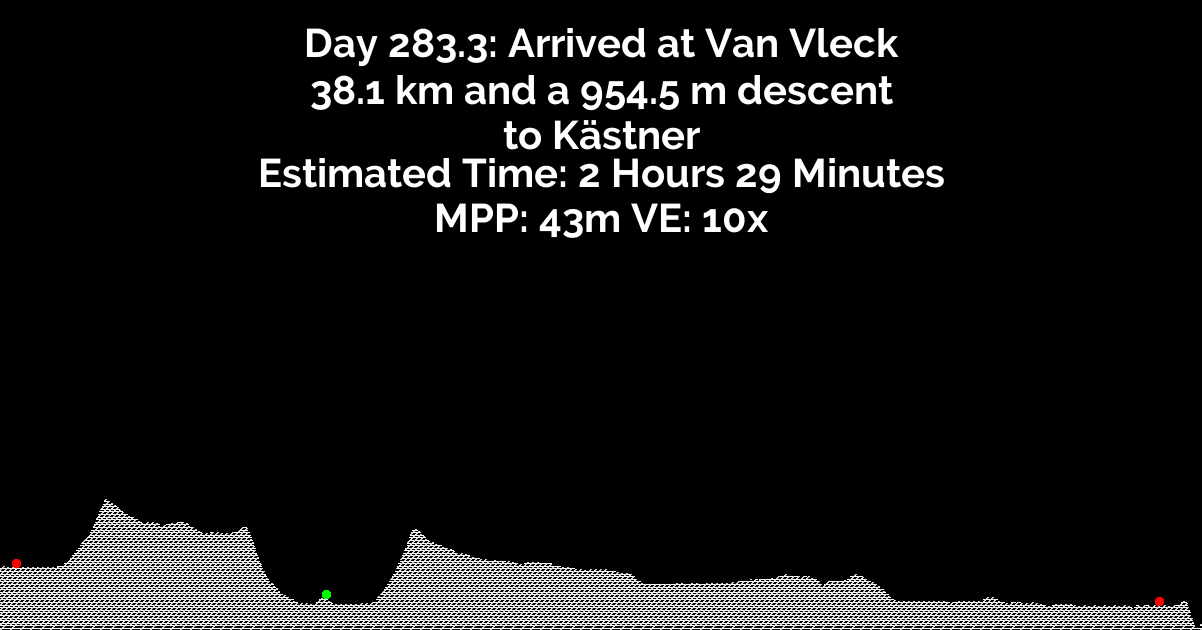 Day 283.3: Arrived at Van Vleck
38.1 km and a 954.5 m descent
to Kästner
Estimated Time: 2 Hours 29 Minutes
MPP: 43m VE: 10x